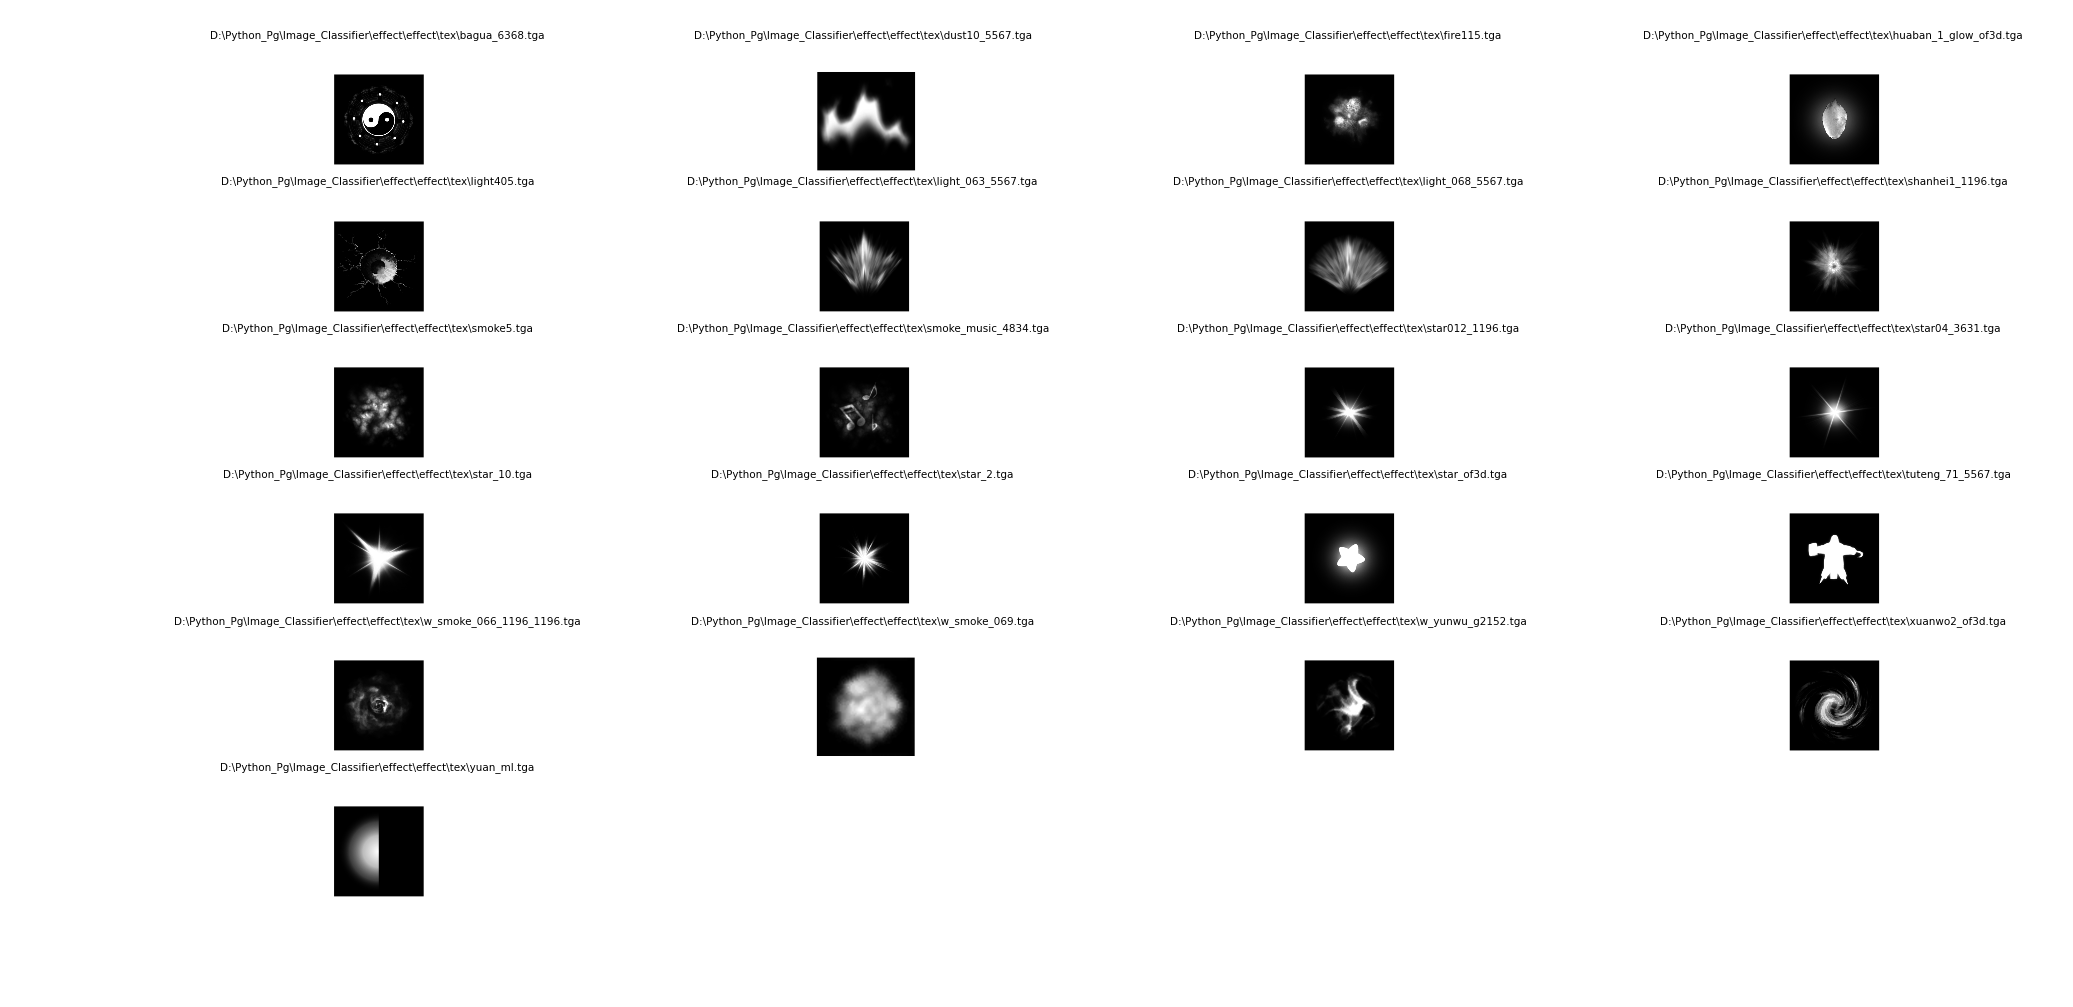 D:\Python_Pg\Image_Classifier\effect\effect\tex\bagua_6368.tga
D:\Python_Pg\Image_Classifier\effect\effect\tex\dust10_5567.tga
D:\Python_Pg\Image_Classifier\effect\effect\tex\fire115.tga
D:\Python_Pg\Image_Classifier\effect\effect\tex\huaban_1_glow_of3d.tga
D:\Python_Pg\Image_Classifier\effect\effect\tex\light405.tga
D:\Python_Pg\Image_Classifier\effect\effect\tex\light_063_5567.tga
D:\Python_Pg\Image_Classifier\effect\effect\tex\light_068_5567.tga
D:\Python_Pg\Image_Classifier\effect\effect\tex\shanhei1_1196.tga
D:\Python_Pg\Image_Classifier\effect\effect\tex\smoke5.tga
D:\Python_Pg\Image_Classifier\effect\effect\tex\smoke_music_4834.tga
D:\Python_Pg\Image_Classifier\effect\effect\tex\star012_1196.tga
D:\Python_Pg\Image_Classifier\effect\effect\tex\star04_3631.tga
D:\Python_Pg\Image_Classifier\effect\effect\tex\star_10.tga
D:\Python_Pg\Image_Classifier\effect\effect\tex\star_2.tga
D:\Python_Pg\Image_Classifier\effect\effect\tex\star_of3d.tga
D:\Python_Pg\Image_Classifier\effect\effect\tex\tuteng_71_5567.tga
D:\Python_Pg\Image_Classifier\effect\effect\tex\w_smoke_066_1196_1196.tga
D:\Python_Pg\Image_Classifier\effect\effect\tex\w_smoke_069.tga
D:\Python_Pg\Image_Classifier\effect\effect\tex\w_yunwu_g2152.tga
D:\Python_Pg\Image_Classifier\effect\effect\tex\xuanwo2_of3d.tga
D:\Python_Pg\Image_Classifier\effect\effect\tex\yuan_ml.tga